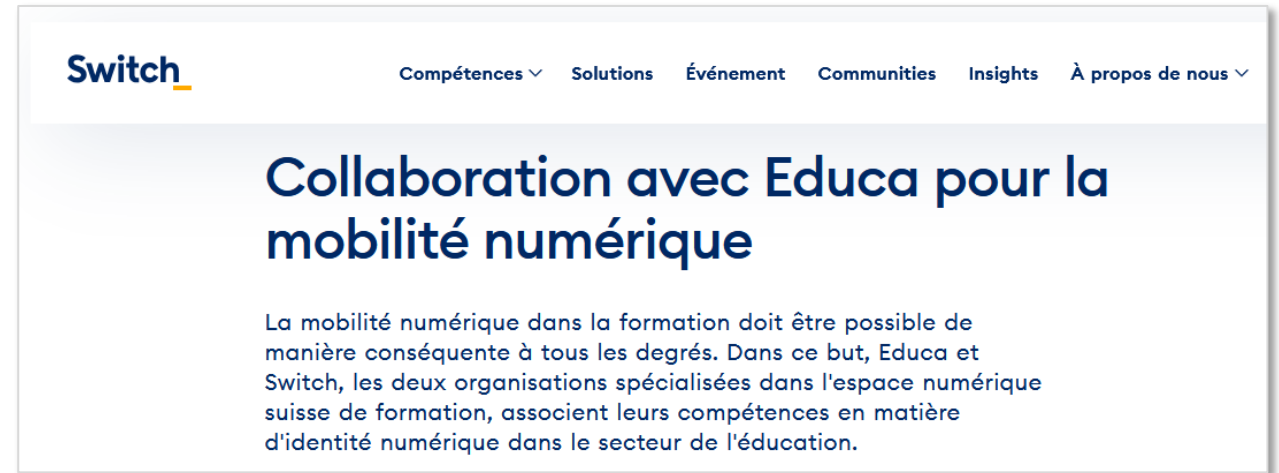 Switch_
Compétences Solutions Événement Communities Insights À propos de nous
Collaboration avec Educa pour la
mobilité numérique
La mobilité numérique dans la formation doit être possible de
manière conséquente à tous les degrés. Dans ce but, Educa et
Switch, les deux organisations spécialisées dans l'espace numérique
suisse de formation, associent leurs compétences en matière
d'identité numérique dans le secteur de l'éducation.